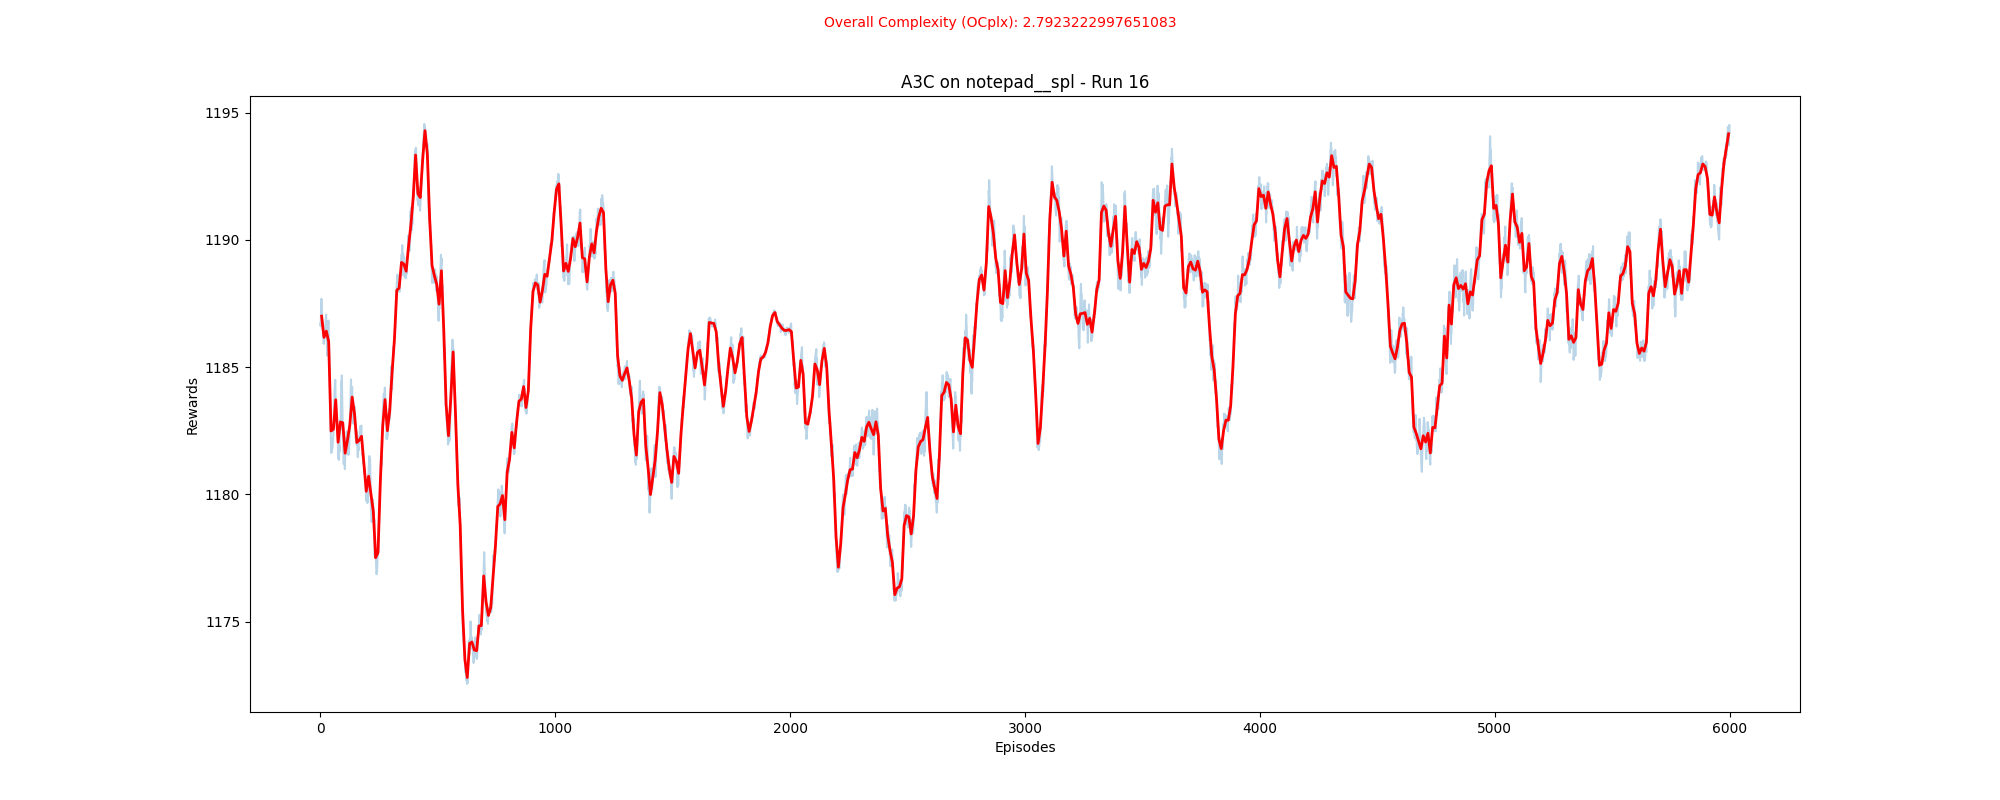 Overall Complexity (OCplx): 2.7923222997651083
A3C on notepad__spl - Run 16
1195
1190
1185
1180
1175
Rewards
0 1000 2000 3000 4000 5000 6000
Episodes